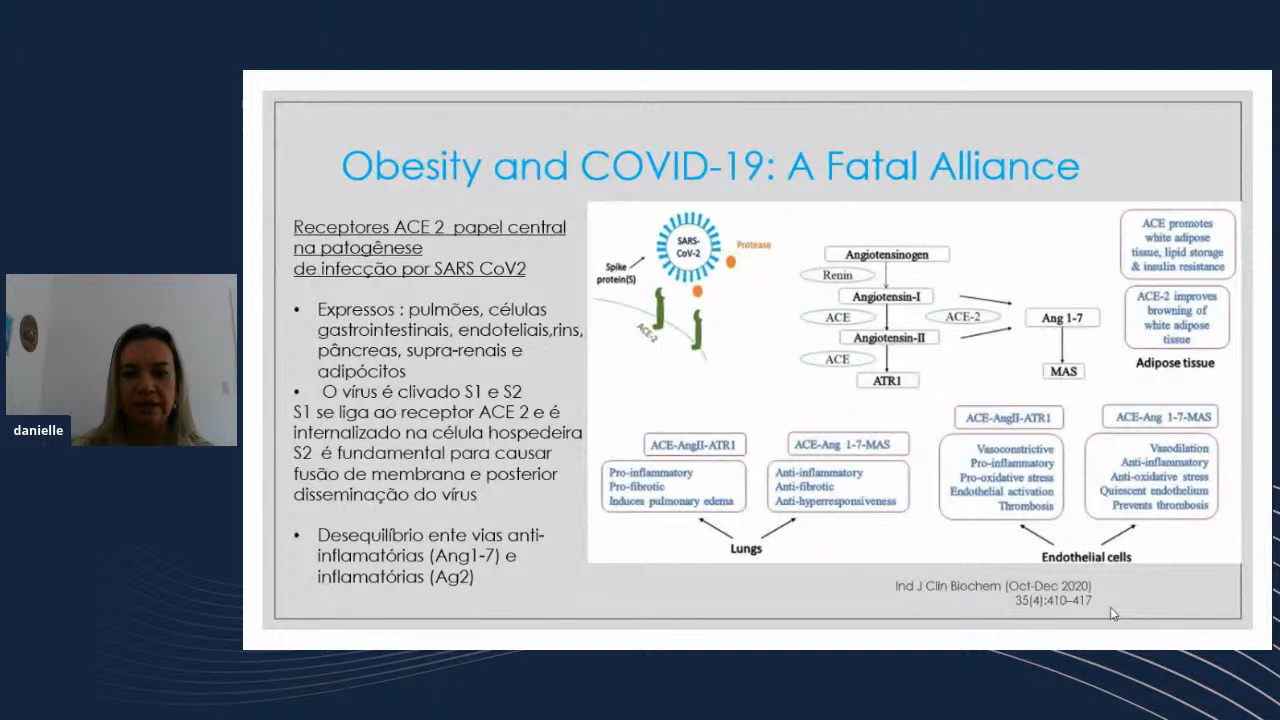 Obesity and COVID-19: A Fatal Alliance
Receptores ACE 2 papel central
na patogênese
de infecção por SARS CoV2
• Expressos : pulmões, células
gastrointestinais, endoteliais,rins,
pâncreas, supra-renais e
adipócitos
• O vírus é clivado S1 e S2
S1 se liga ao receptor ACE 2 e é
internalizado na célula hospedeira
S2 é fundamental para causar
fusão de membrana e posterior
disseminação do vírus
• Desequilíbrio ente vias anti-
inflamatórias (Ang1-7) e
inflamatórias (Ag2)
SARS-
CoV-2
Protease
Spike
protein(S)
ACE-2
Angiotensinogen
Renin
Angiotensin-I
ACE
ACE-2
Angiotensin-II
ACE
ATR1
Ang 1-7
MAS
ACE promotes
white adipose
tissue, lipid storage
& insulin resistance
ACE-2 improves
browning of
white adipose
tissue
Adipose tissue
ACE-AngII-ATR1
Pro-inflammatory
Pro-fibrotic
Induces pulmonary edema
ACE-Ang 1-7-MAS
Anti-inflammatory
Anti-fibrotic
Anti-hyperresponsiveness
Lungs
ACE-AngII-ATR1
Vasoconstrictive
Pro-inflammatory
Pro-oxidative stress
Endothelial activation
Thrombosis
ACE-Ang 1-7-MAS
Vasodilation
Anti-inflammatory
Anti-oxidative stress
Quiescent endothelium
Prevents thrombosis
Endothelial cells
Ind J Clin Biochem (Oct-Dec 2020)
35(4):410–417
danielle